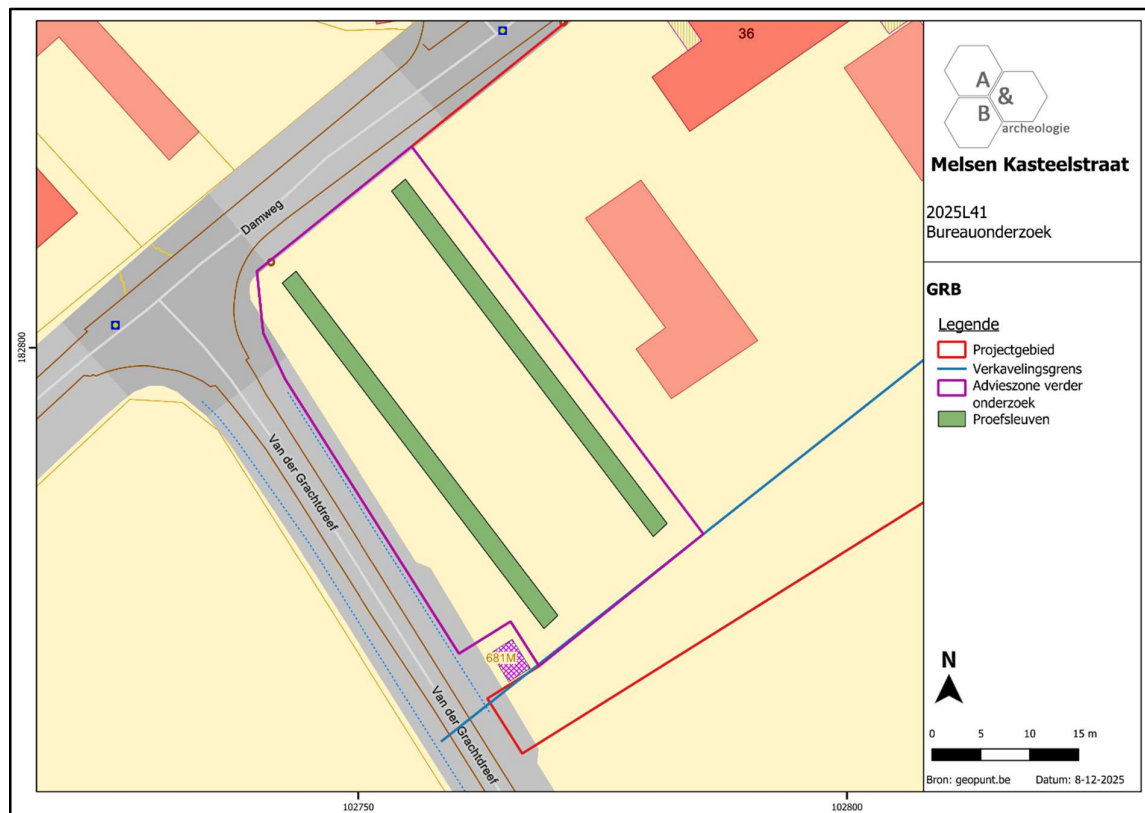 36
Damweg
Van der Grachtdreef
Van der Grachtdreef
681M
182800
102750
102800
A
&
B
archeologie
Melsen Kasteelstraat
2025L41
Bureauonderzoek
GRB
Legende
Projectgebied
Verkavelingsgrens
Advieszone verder
onderzoek
Proefsleuven
N
0 5 10 15 m
Bron: geopunt.be Datum: 8-12-2025